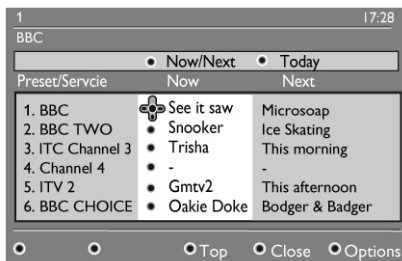 1 17:28
BBC
Now/Next Today
Preset/Servcie Now Next
1. BBC See it saw Microsoap
2. BBC TWO Snooker Ice Skating
3. ITC Channel 3 Trisha This morning
4. Channel 4 - -
5. ITV 2 Gmtv2 This afternoon
6. BBC CHOICE Oakie Doke Bodger & Badger
Top Close Options